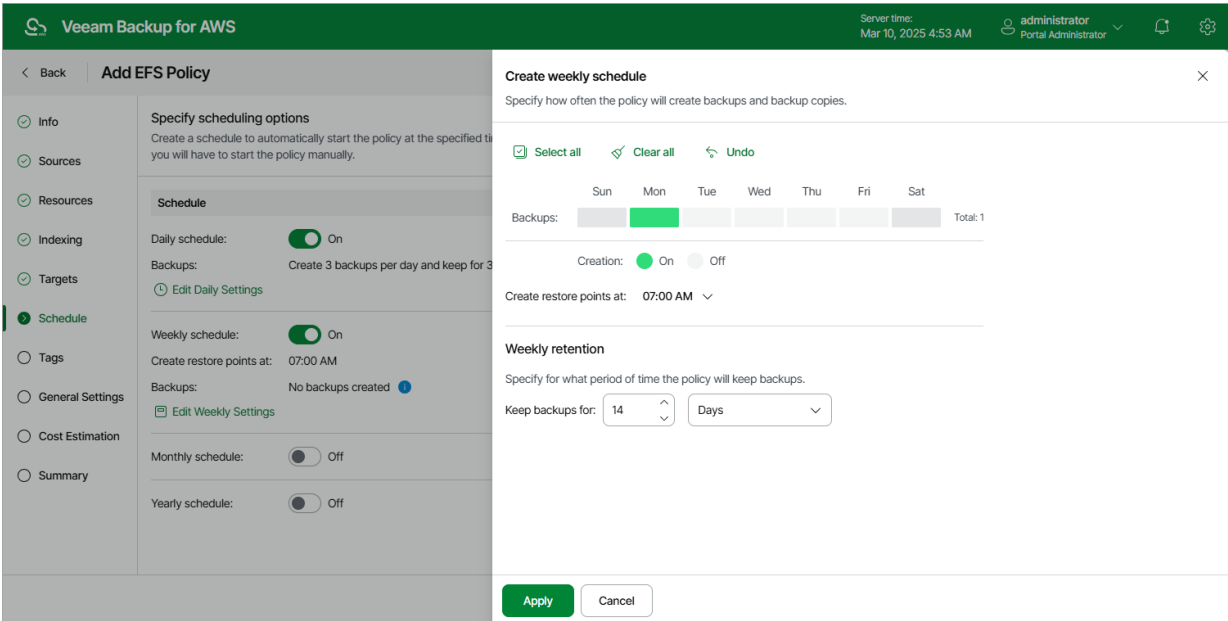 Veeam Backup for AWS
Server time:
Mar 10, 2025 4:53 AM
administrator
Portal Administrator
Back
Add EFS Policy
Info
Sources
Resources
Indexing
Targets
Schedule
Tags
General Settings
Cost Estimation
Summary
Specify scheduling options
Create a schedule to automatically start the policy at the specified
you will have to start the policy manually.
Schedule
Daily schedule: On
Backups: Create 3 backups per day and keep for 3
Edit Daily Settings
Weekly schedule: On
Create restore points at: 07:00 AM
Backups: No backups created
Edit Weekly Settings
Monthly schedule: Off
Yearly schedule: Off
Create weekly schedule
Specify how often the policy will create backups and backup copies.
Select all Clear all Undo
Sun Mon Tue Wed Thu Fri Sat
Backups: Total: 1
Creation: On Off
Create restore points at: 07:00 AM
Weekly retention
Specify for what period of time the policy will keep backups.
Keep backups for: 14 Days
Apply Cancel